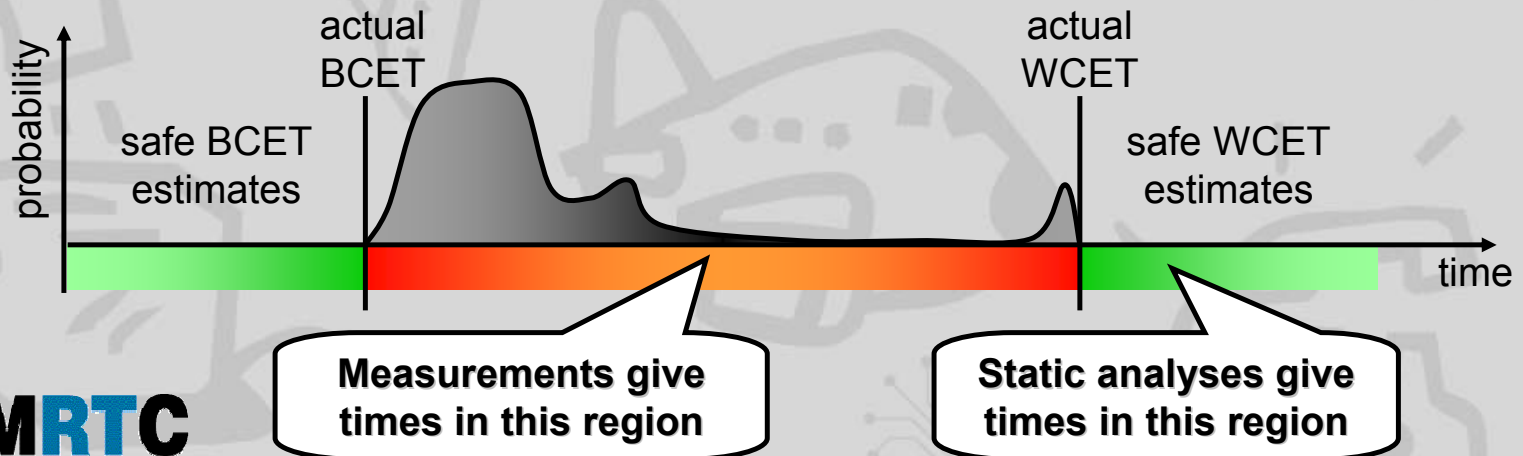 probability
actual
BCET
actual
WCET
safe BCET
estimates
safe WCET
estimates
time
Measurements give
times in this region
Static analyses give
times in this region
MRTC